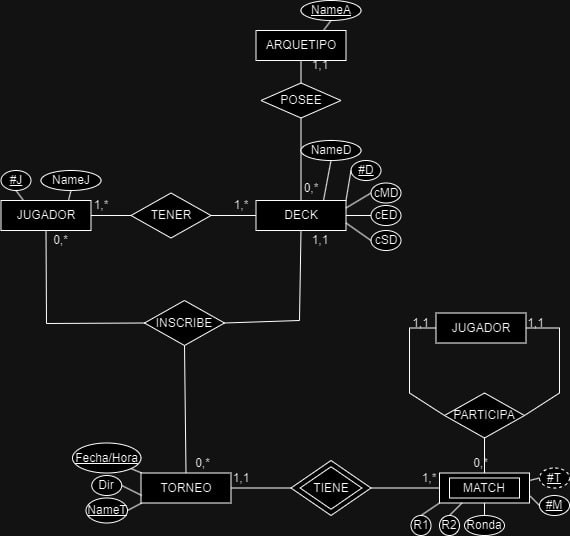 NameA
ARQUETIPO
1,1
POSEE
NameD
#D
0,*
#J
NameJ
cMD
1,*
1,*
JUGADOR
TENER
DECK
cED
0,*
1,1
cSD
INSCRIBE
1,1
JUGADOR
1,1
PARTICIPA
Fecha/Hora
0,*
0,*
1,1
1,*
#T
Dir
TORNEO
TIENE
MATCH
NameT
#M
R1
R2
Ronda